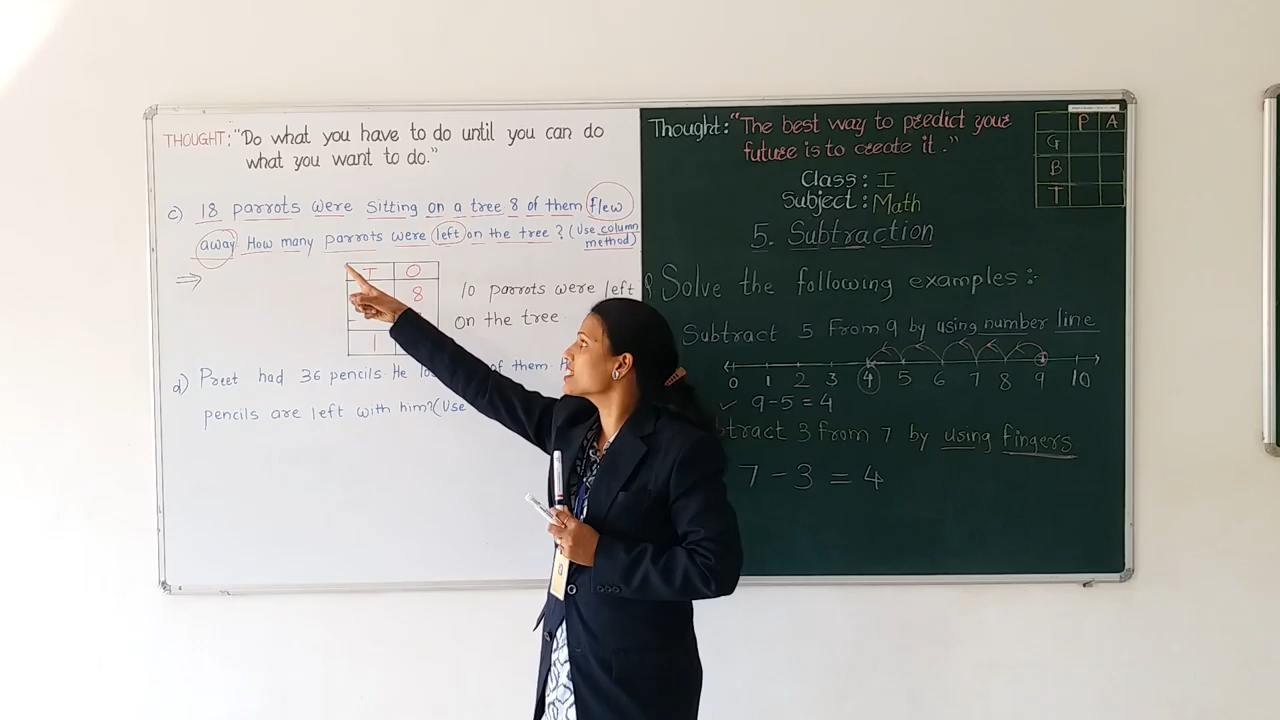 THOUGHT: "Do what you have to do until you can do
what you want to do."
c) 18 parrots were sitting on a tree 8 of them flew
away How many parrots were left on the tree? (Use column
method)
⇒
T O
8
1
10 parrots were left
on the tree
d) Preet had 36 pencils. He of them.
pencils are left with him? (Use
Thought: "The best way to predict your
future is to create it."
Class: I
Subject: Math
5. Subtraction
P A
G
B
T
Solve the following examples:
Subtract 5 From 9 by using number line
0 1 2 3 4 5 6 7 8 9 10
✓ 9-5=4
3 from 7 by using fingers
7 - 3 = 4